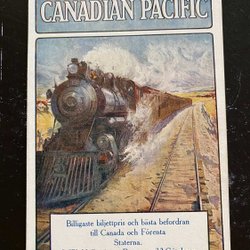 CANADIAN PACIFIC
Billigaste biljettpris och bästa befordran
till Canada och Förenta
Staterna.